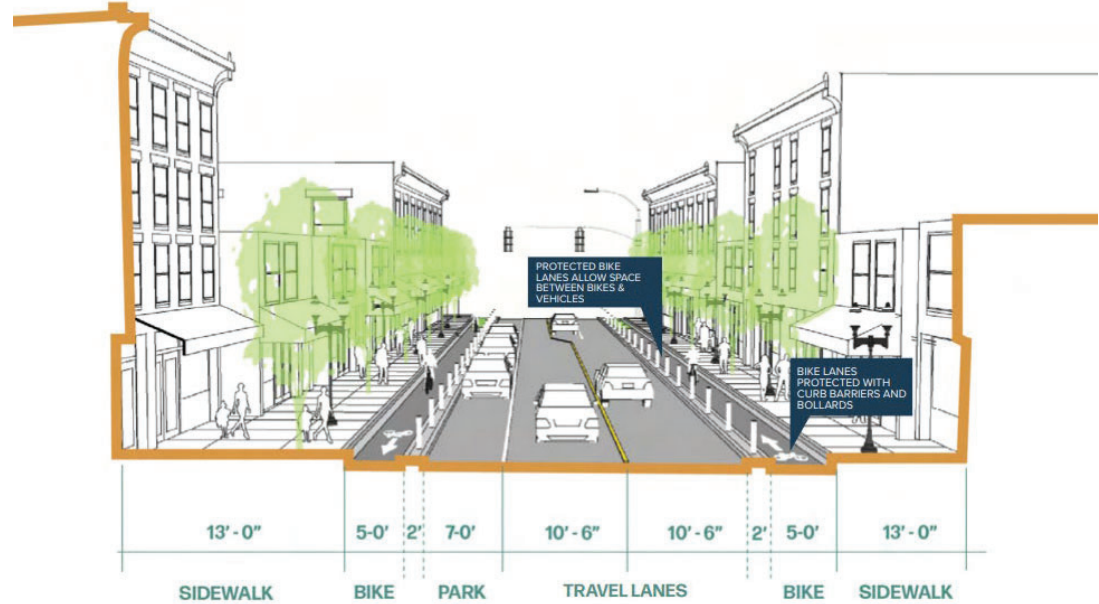 PROTECTED BIKE
LANES ALLOW SPACE
BETWEEN BIKES &
VEHICLES
BIKE LANES
PROTECTED WITH
CURB BARRIERS AND
BOLLARDS
13' - 0" 5-0' 2' 7-0' 10' - 6" 10' - 6" 2' 5-0' 13' - 0"
SIDEWALK BIKE PARK TRAVEL LANES BIKE SIDEWALK